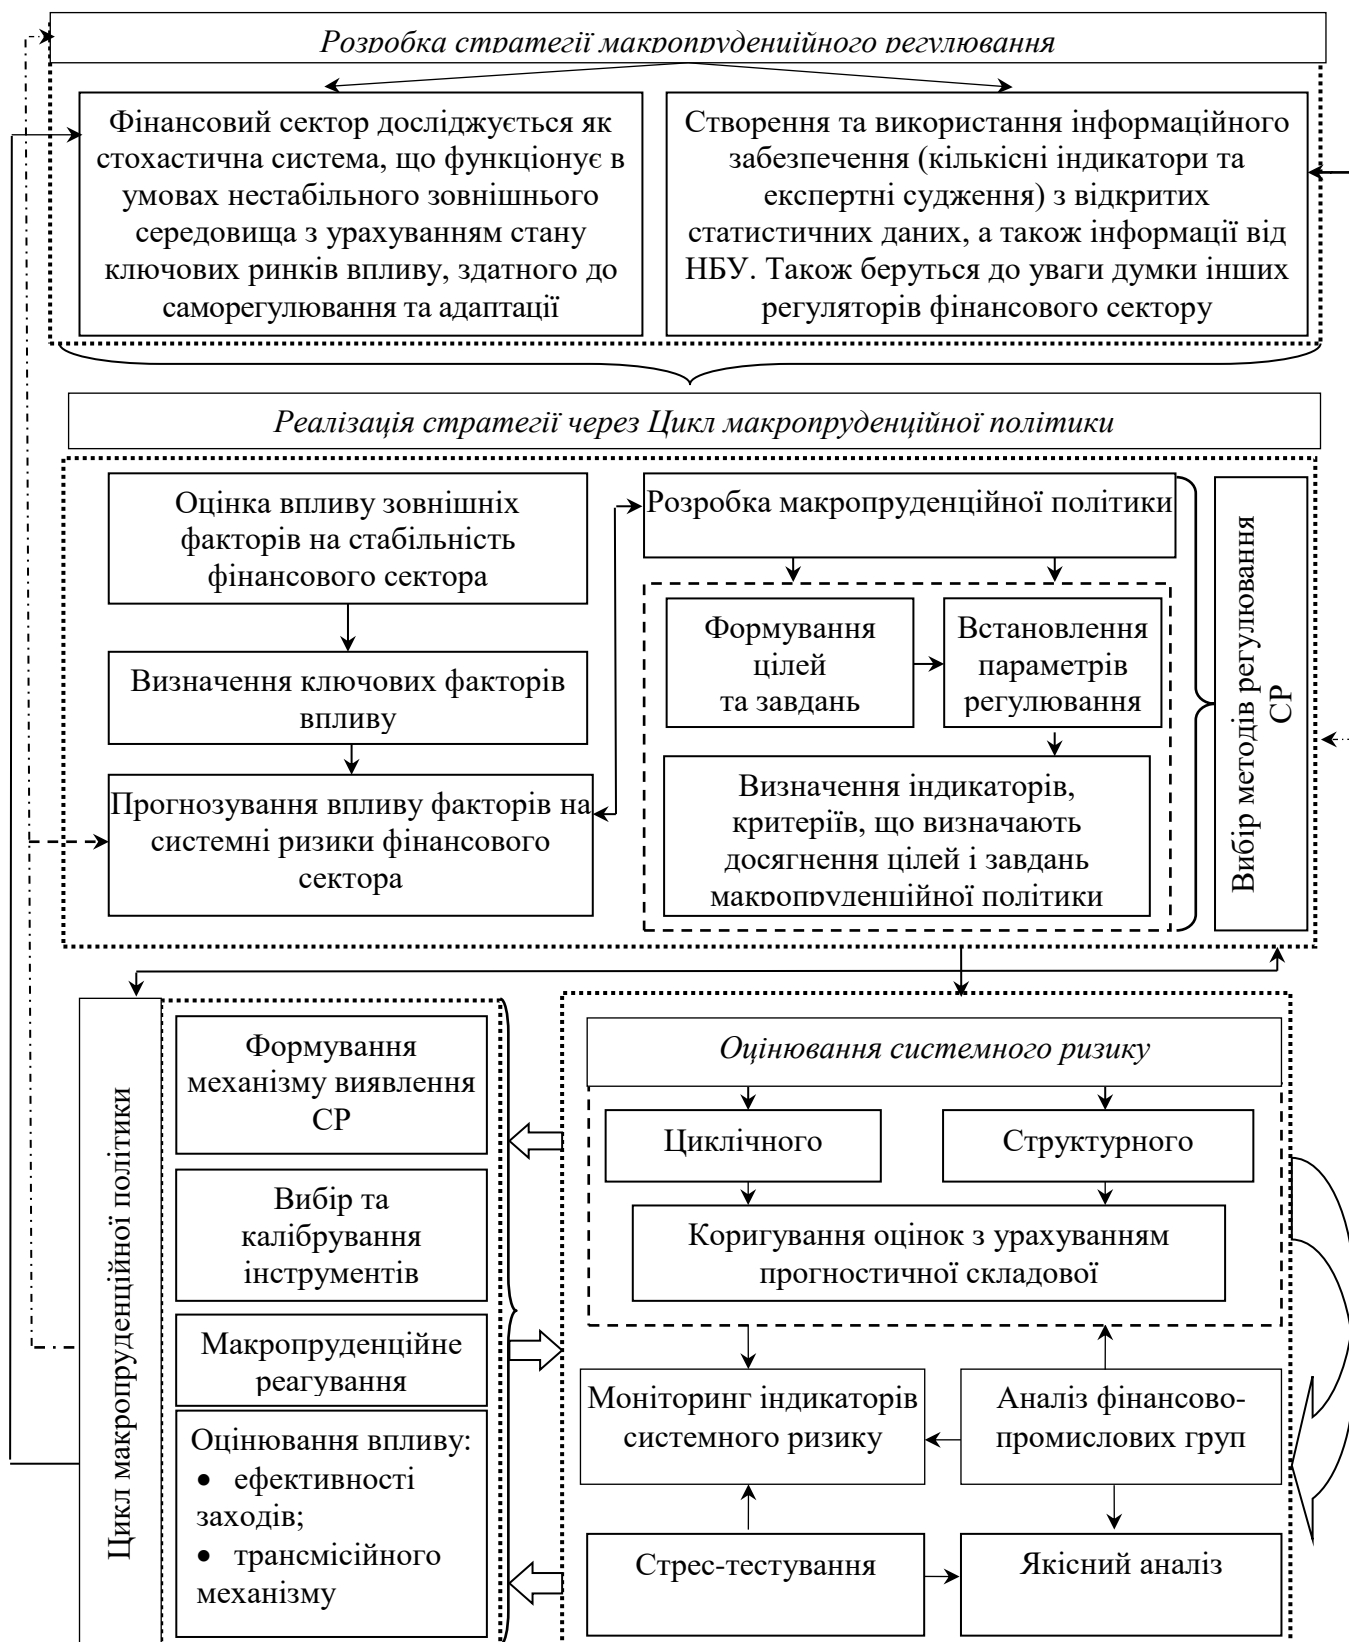 Розробка стратегії макропруденційного регулювання
Фінансовий сектор досліджується як
стохастична система, що функціонує в
умовах нестабільного зовнішнього
середовища з урахуванням стану
ключових ринків впливу, здатного до
саморегулювання та адаптації
Створення та використання інформаційного
забезпечення (кількісні індикатори та
експертні судження) з відкритих
статистичних даних, а також інформації від
НБУ. Також беруться до уваги думки інших
регуляторів фінансового сектору
Реалізація стратегії через Цикл макропруденційної політики
Оцінка впливу зовнішніх
факторів на стабільність
фінансового сектора
Визначення ключових факторів
впливу
Прогнозування впливу факторів на
системні ризики фінансового
сектора
Розробка макропруденційної політики
Формування
цілей
та завдань
Встановлення
параметрів
регулювання
Визначення індикаторів,
критеріїв, що визначають
досягнення цілей і завдань
макропруденційної політики
Вибір методів регулювання
СР
Цикл макропруденційної політики
Формування
механізму виявлення
СР
Вибір та
калібрування
інструментів
Макропруденційне
реагування
Оцінювання впливу:
• ефективності
заходів;
• трансмісійного
механізму
Оцінювання системного ризику
Циклічного
Структурного
Коригування оцінок з урахуванням
прогностичної складової
Моніторинг індикаторів
системного ризику
Аналіз фінансово-
промислових груп
Стрес-тестування
Якісний аналіз